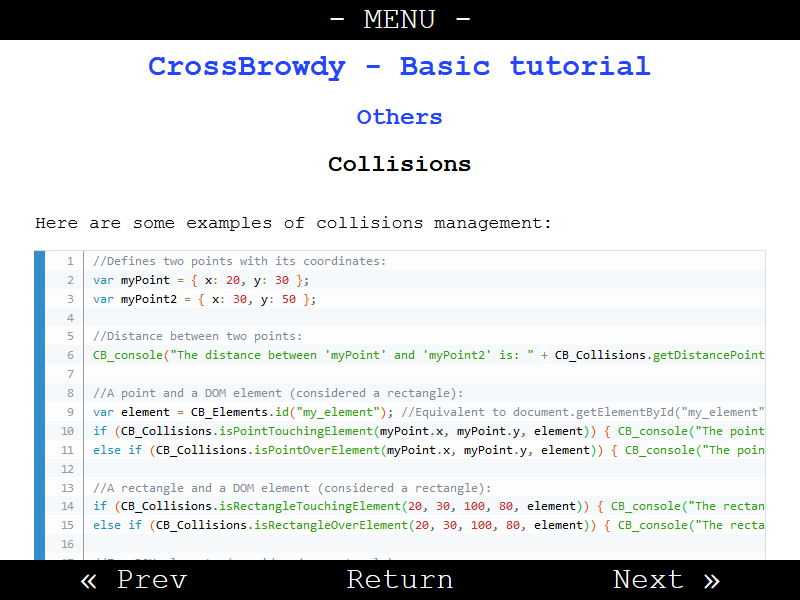 - MENU -
CrossBrowdy - Basic tutorial
Others
Collisions
Here are some examples of collisions management:
1 //Defines two points with its coordinates:
2 var myPoint = { x: 20, y: 30 };
3 var myPoint2 = { x: 30, y: 50 };
4
5 //Distance between two points:
6 CB_console("The distance between 'myPoint' and 'myPoint2' is: " + CB_Collisions.getDistancePoint
7
8 //A point and a DOM element (considered a rectangle):
9 var element = CB_Elements.id("my_element"); //Equivalent to document.getElementById("my_element"
10 if (CB_Collisions.isPointTouchingElement(myPoint.x, myPoint.y, element)) { CB_console("The point
11 else if (CB_Collisions.isPointOverElement(myPoint.x, myPoint.y, element)) { CB_console("The poin
12
13 //A rectangle and a DOM element (considered a rectangle):
14 if (CB_Collisions.isRectangleTouchingElement(20, 30, 100, 80, element)) { CB_console("The rectan
15 else if (CB_Collisions.isRectangleOverElement(20, 30, 100, 80, element)) { CB_console("The recta
16
« Prev Return Next »